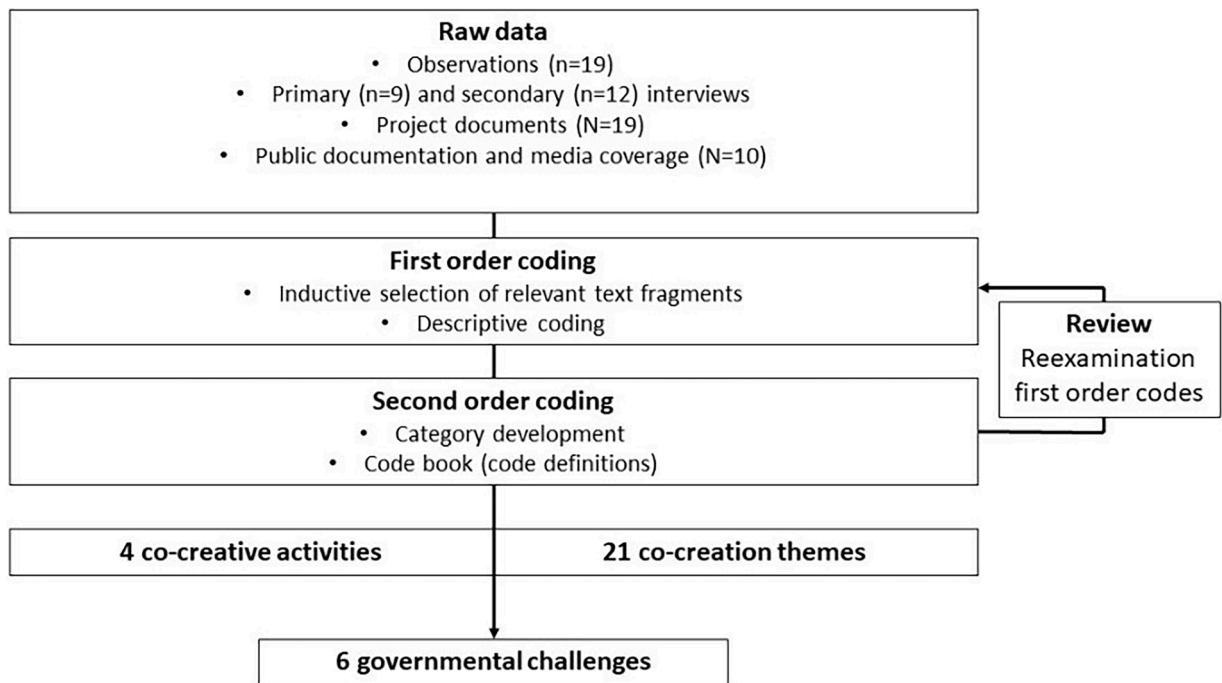 Raw data
• Observations (n=19)
• Primary (n=9) and secondary (n=12) interviews
• Project documents (N=19)
• Public documentation and media coverage (N=10)
First order coding
• Inductive selection of relevant text fragments
• Descriptive coding
Review
Reexamination
first order codes
Second order coding
• Category development
• Code book (code definitions)
4 co-creative activities
21 co-creation themes
6 governmental challenges